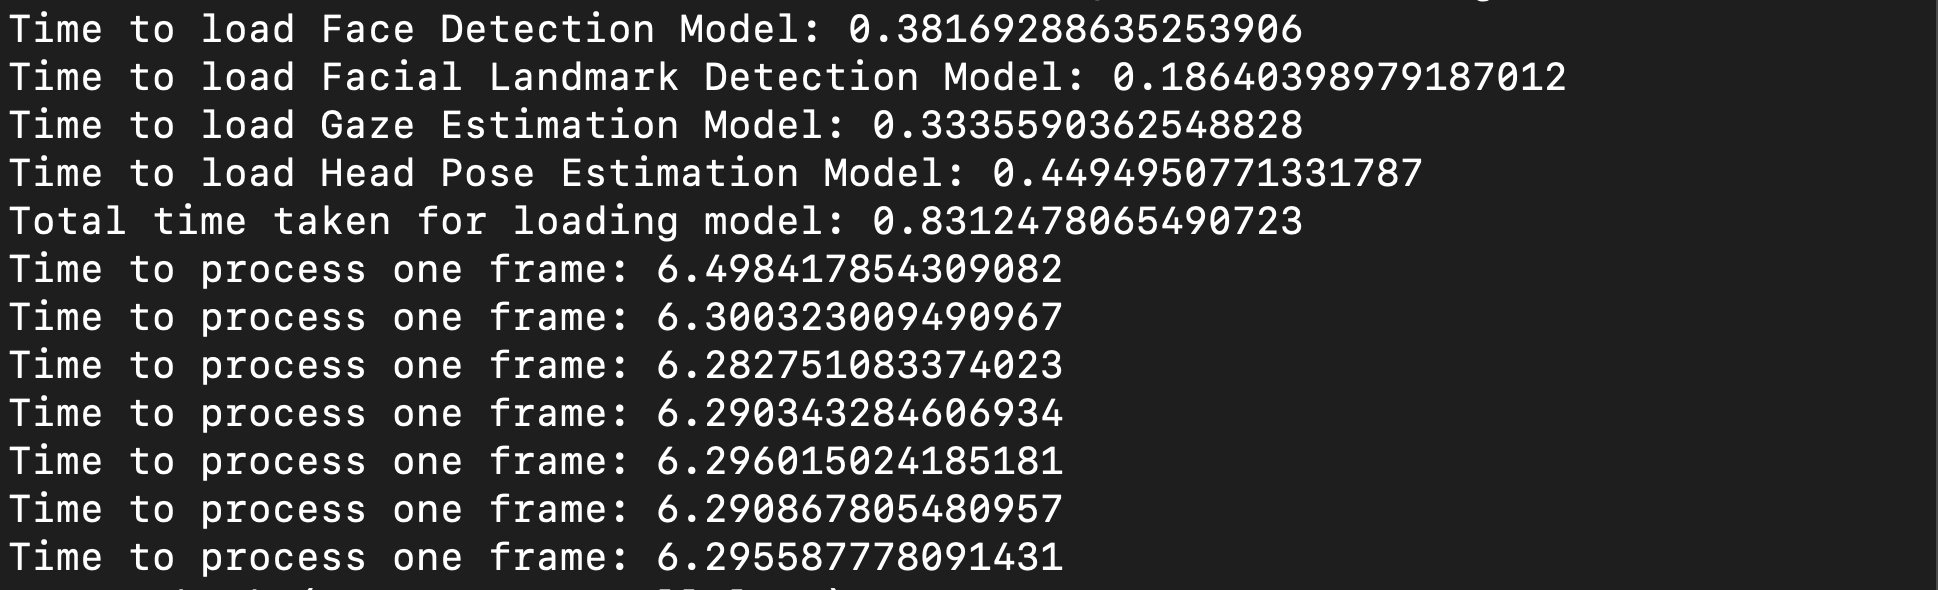 Time to load Face Detection Model: 0.38169288635253906
Time to load Facial Landmark Detection Model: 0.18640398979187012
Time to load Gaze Estimation Model: 0.3335590362548828
Time to load Head Pose Estimation Model: 0.4494950771331787
Total time taken for loading model: 0.8312478065490723
Time to process one frame: 6.498417854309082
Time to process one frame: 6.300323009490967
Time to process one frame: 6.282751083374023
Time to process one frame: 6.290343284606934
Time to process one frame: 6.296015024185181
Time to process one frame: 6.290867805480957
Time to process one frame: 6.295587778091431